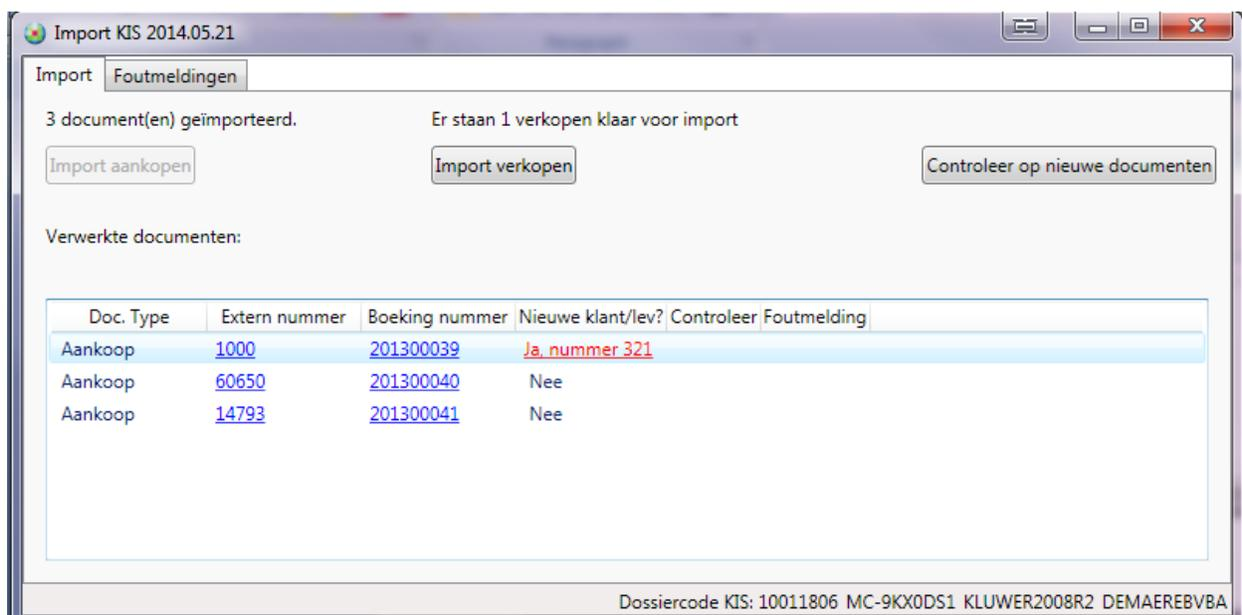 Import KIS 2014.05.21
Import Foutmeldingen
3 document(en) geïmporteerd. Er staan 1 verkopen klaar voor import
Import aankopen Import verkopen Controleer op nieuwe documenten
Verwerkte documenten:
Doc. Type Extern nummer Boeking nummer Nieuwe klant/lev? Controleer Foutmelding
Aankoop 1000 201300039 Ja, nummer 321
Aankoop 60650 201300040 Nee
Aankoop 14793 201300041 Nee
Dossiercode KIS: 10011806 MC-9KX0DS1 KLUWER2008R2 DEMAEREBVBA